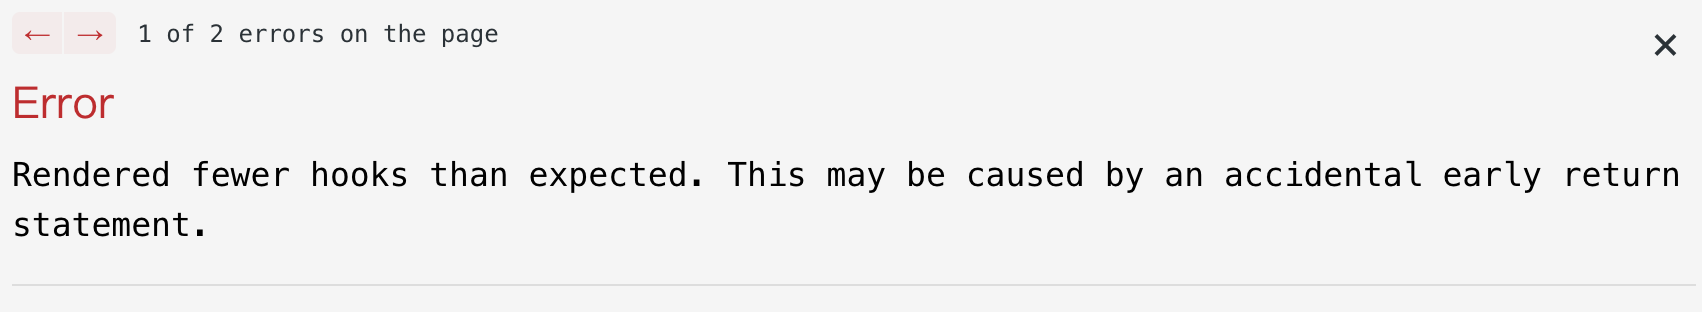 ← → 1 of 2 errors on the page ×
Error
Rendered fewer hooks than expected. This may be caused by an accidental early return
statement.